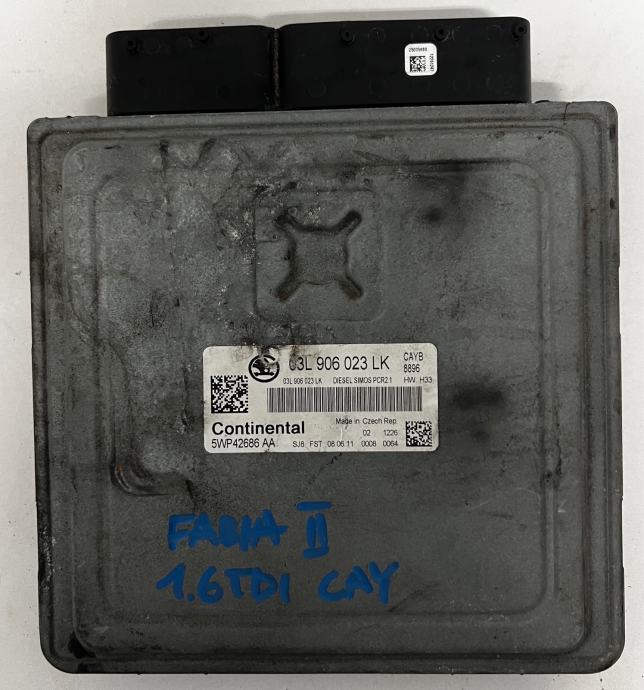 03L 906 023 LK CAYB
8896
03L 906 023 LK DIESEL SIMOS PCR2.1 HW H33
Made in Czech Rep.
Continental 02 1226
5WP42686 AA SJ8 FST 08 06.11 0008 0064
FABIA II
1.6TDI CAY